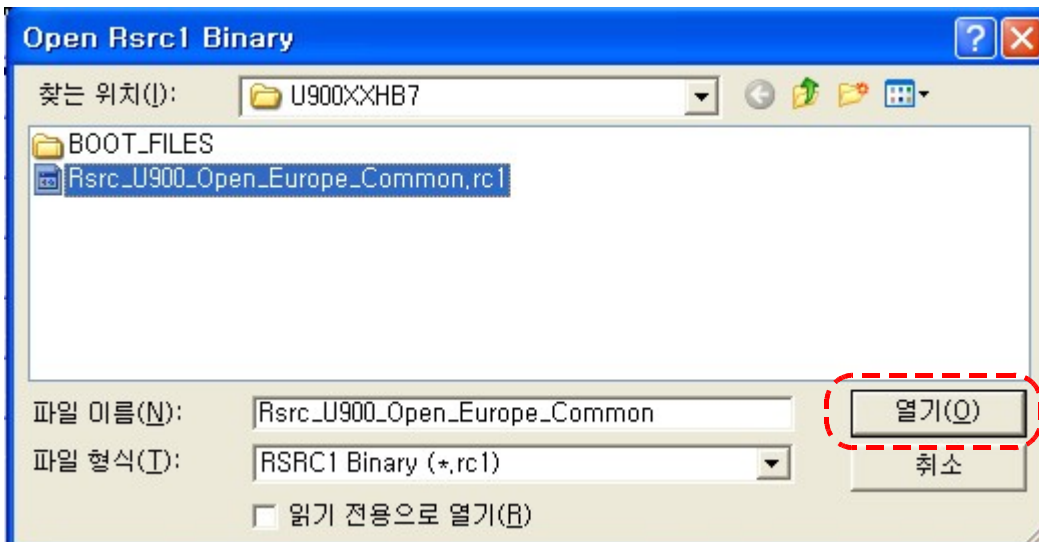 Open Rsrc1 Binary
찾는 위치(I): U900XXHB7
BOOT_FILES
Rsrc_U900_Open_Europe_Common,rc1
파일 이름(N): Rsrc_U900_Open_Europe_Common 열기(O)
파일 형식(T): RSRC1 Binary (*,rc1) 취소
읽기 전용으로 열기(R)